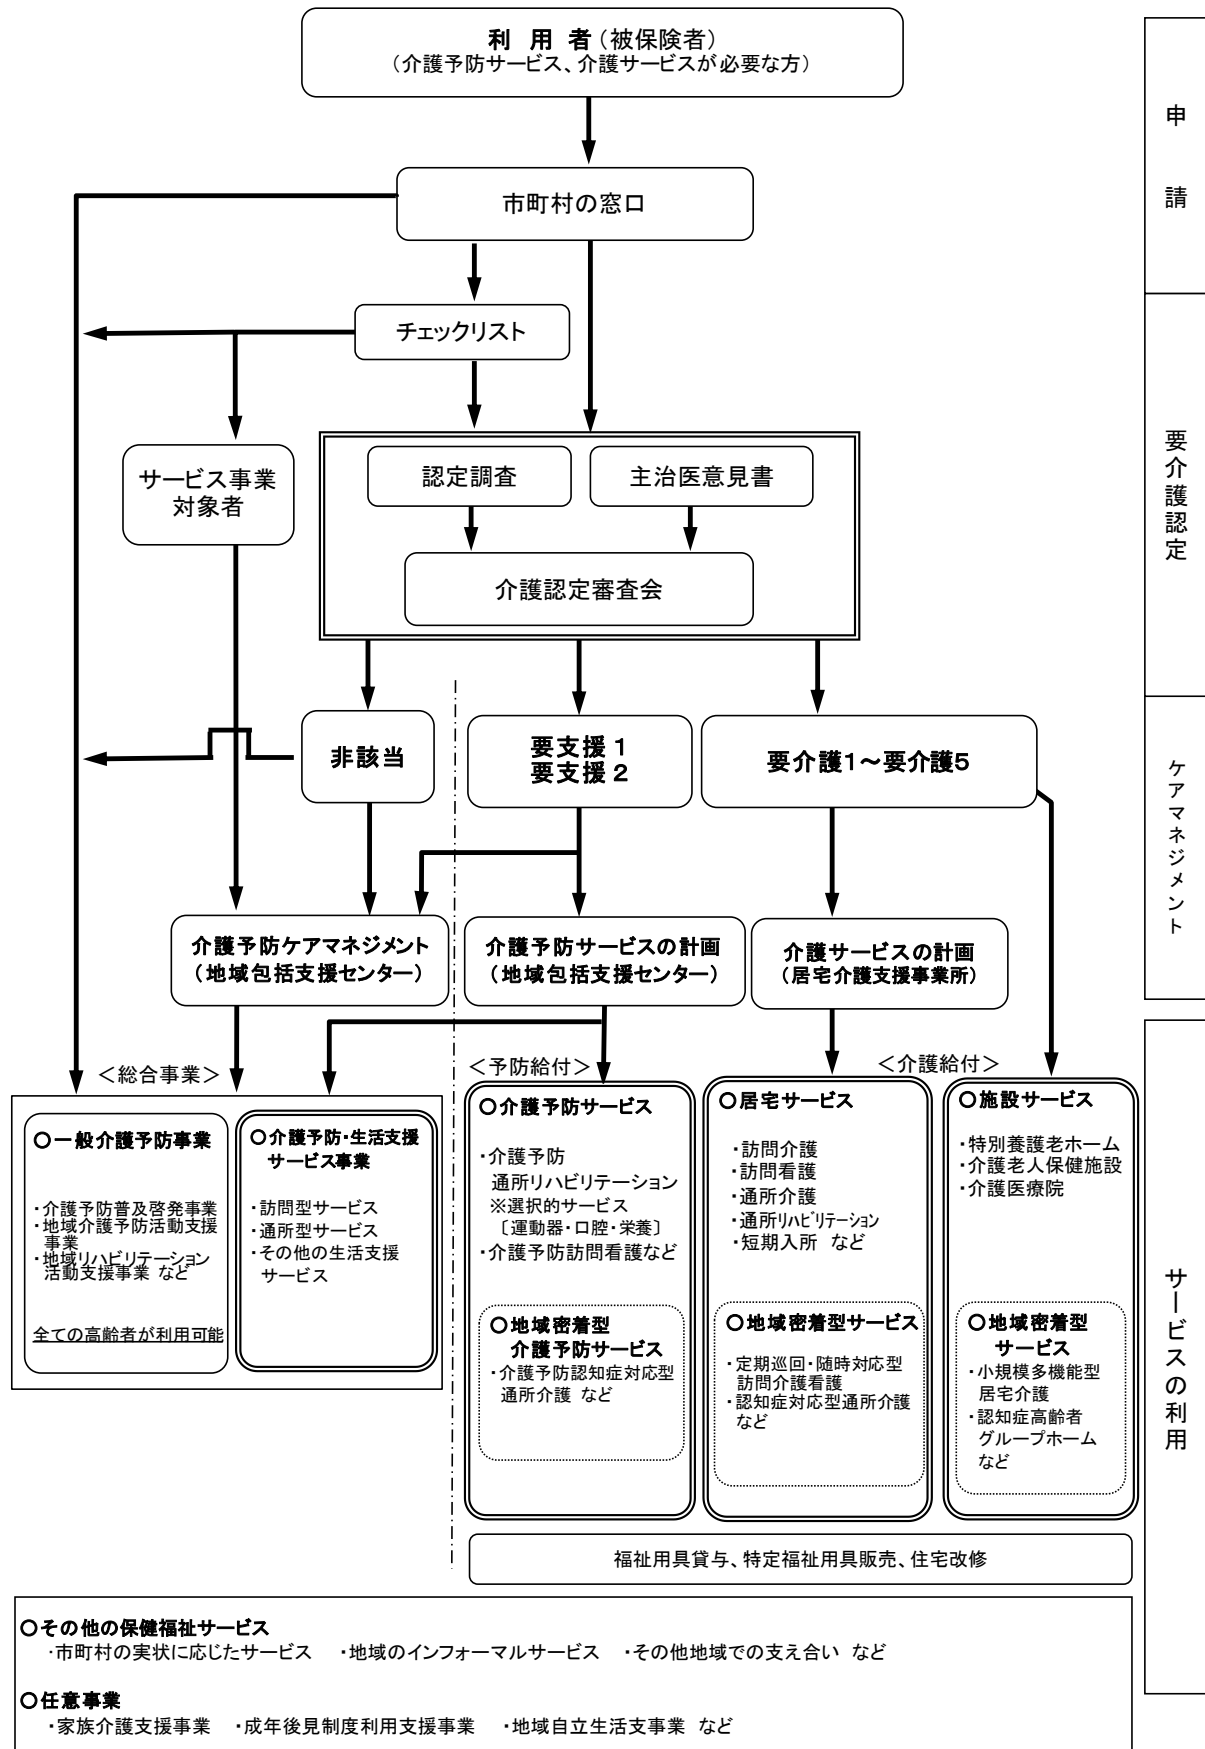 利 用 者（被保険者）
（介護予防サービス、介護サービスが必要な方）
申請
市町村の窓口
チェックリスト
要介護認定
サービス事業
対象者
認定調査
主治医意見書
介護認定審査会
ケアマネジメント
非該当
要支援１
要支援２
要介護１～要介護５
介護予防ケアマネジメント
（地域包括支援センター）
介護予防サービスの計画
（地域包括支援センター）
介護サービスの計画
（居宅介護支援事業所）
サービスの利用
＜総合事業＞
○一般介護予防事業
・介護予防普及啓発事業
・地域介護予防活動支援
事業
・地域リハビリテーション
活動支援事業 など
全ての高齢者が利用可能
○介護予防・生活支援
サービス事業
・訪問型サービス
・通所型サービス
・その他の生活支援
サービス
＜予防給付＞
○介護予防サービス
・介護予防
通所リハビリテーション
※選択的サービス
〔運動器・口腔・栄養〕
・介護予防訪問看護など
○地域密着型
介護予防サービス
・介護予防認知症対応型
通所介護 など
＜介護給付＞
○居宅サービス
・訪問介護
・訪問看護
・通所介護
・通所ﾘﾊﾋﾞﾘﾃｰｼｮﾝ
・短期入所 など
○地域密着型サービス
・定期巡回・随時対応型
訪問介護看護
・認知症対応型通所介護
など
○施設サービス
・特別養護老ホーム
・介護老人保健施設
・介護医療院
○地域密着型
サービス
・小規模多機能型
居宅介護
・認知症高齢者
グループホーム
など
福祉用具貸与、特定福祉用具販売、住宅改修
○その他の保健福祉サービス
・市町村の実状に応じたサービス ・地域のインフォーマルサービス ・その他地域での支え合い など
○任意事業
・家族介護支援事業 ・成年後見制度利用支援事業 ・地域自立生活支事業 など